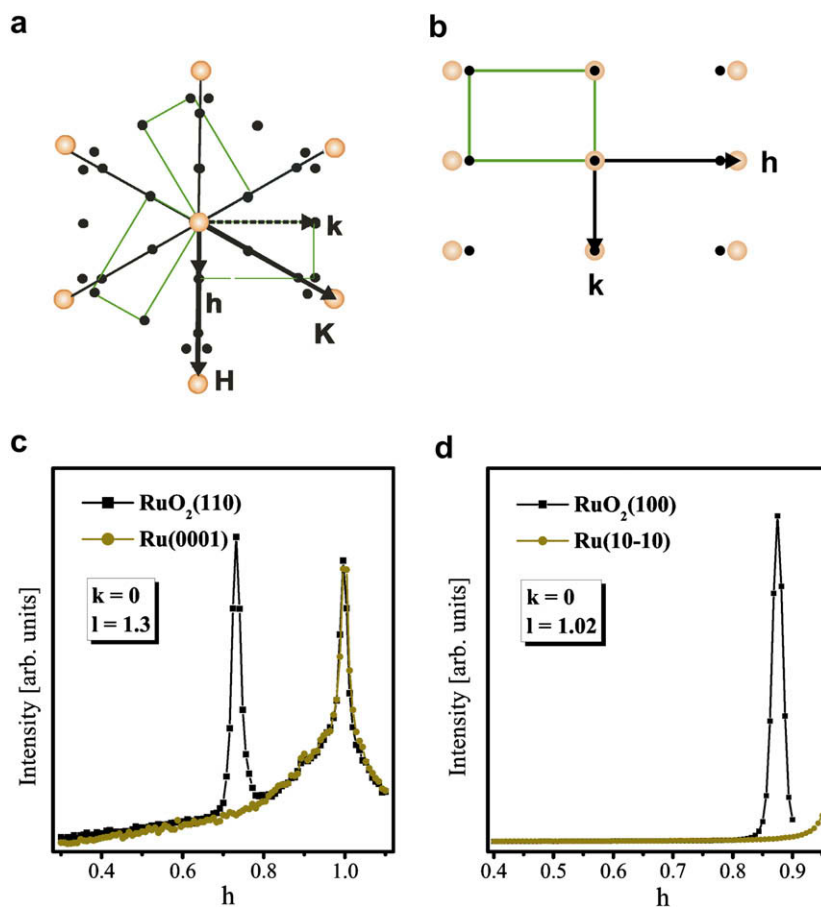 a
b
k
h
K
H
h
k
c
d
RuO₂(110)
Ru(0001)
k = 0
l = 1.3
Intensity [arb. units]
0.4 0.6 0.8 1.0
h
RuO₂(100)
Ru(10-10)
k = 0
l = 1.02
Intensity [arb. units]
0.4 0.5 0.6 0.7 0.8 0.9
h